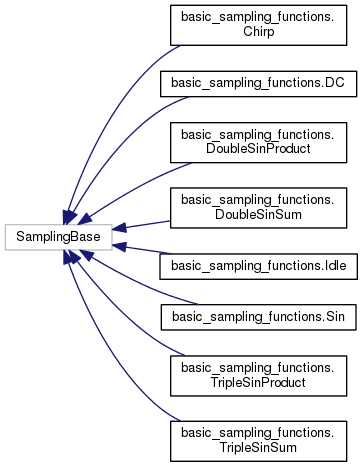 basic_sampling_functions.
Chirp
basic_sampling_functions.DC
basic_sampling_functions.
DoubleSinProduct
basic_sampling_functions.
DoubleSinSum
SamplingBase
basic_sampling_functions.Idle
basic_sampling_functions.Sin
basic_sampling_functions.
TripleSinProduct
basic_sampling_functions.
TripleSinSum